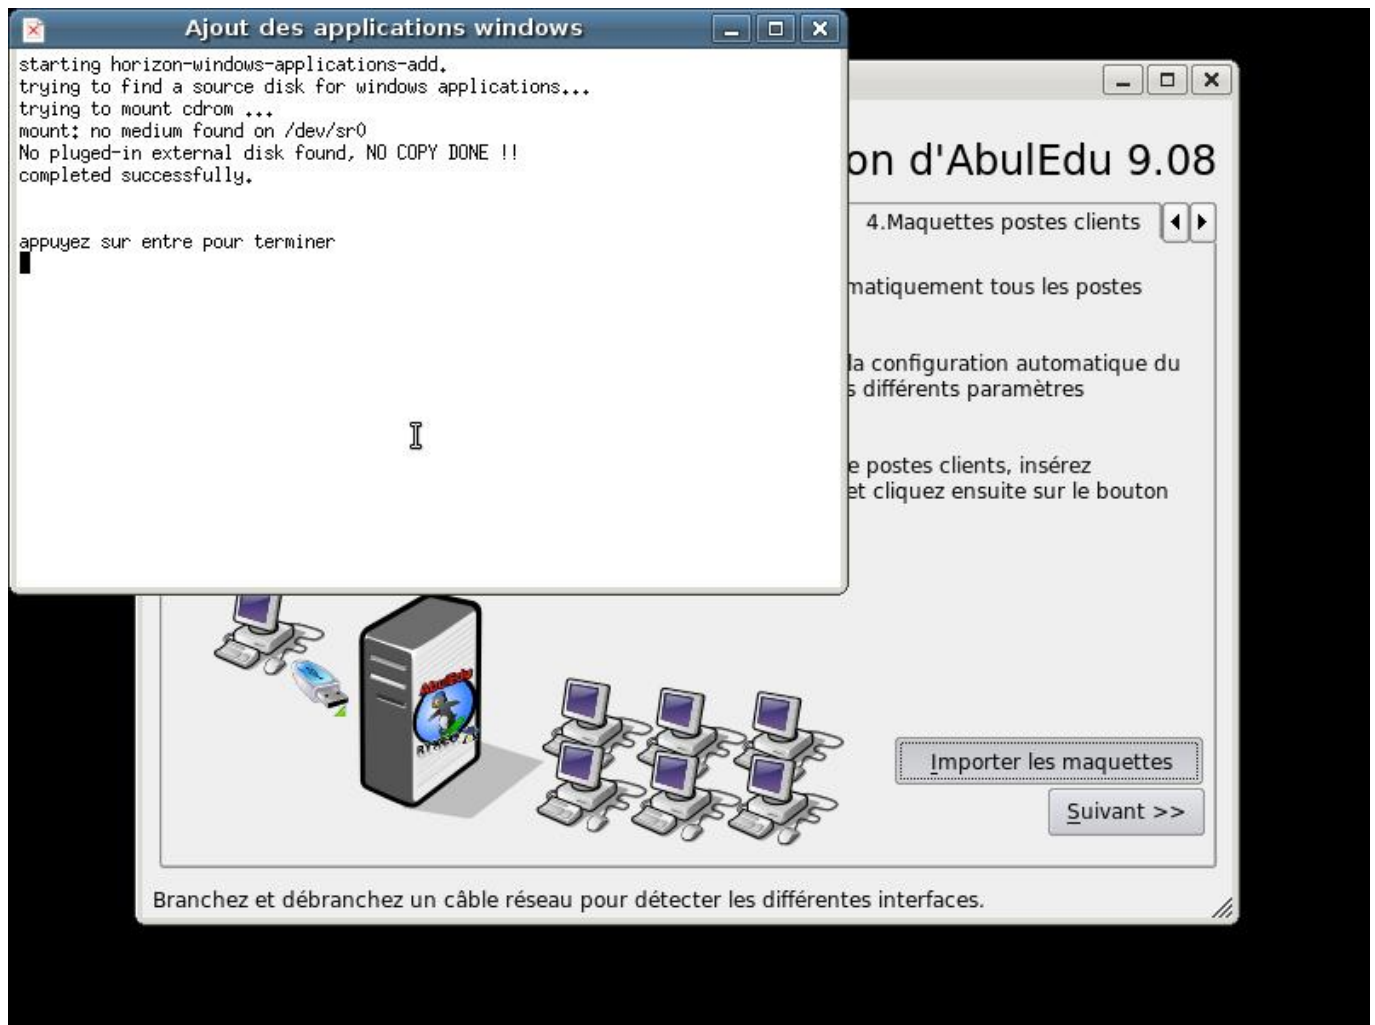 Ajout des applications windows
starting horizon-windows-applications-add.
trying to find a source disk for windows applications...
trying to mount cdrom ...
mount: no medium found on /dev/sr0
No pluged-in external disk found, NO COPY DONE !!
completed successfully.
appuyez sur entre pour terminer
on d'AbulEdu 9.08
4.Maquettes postes clients
matiquement tous les postes
la configuration automatique du
s différents paramètres
e postes clients, insérez
et cliquez ensuite sur le bouton
AbulEdu
Importer les maquettes
Suivant >>
Branchez et débranchez un câble réseau pour détecter les différentes interfaces.